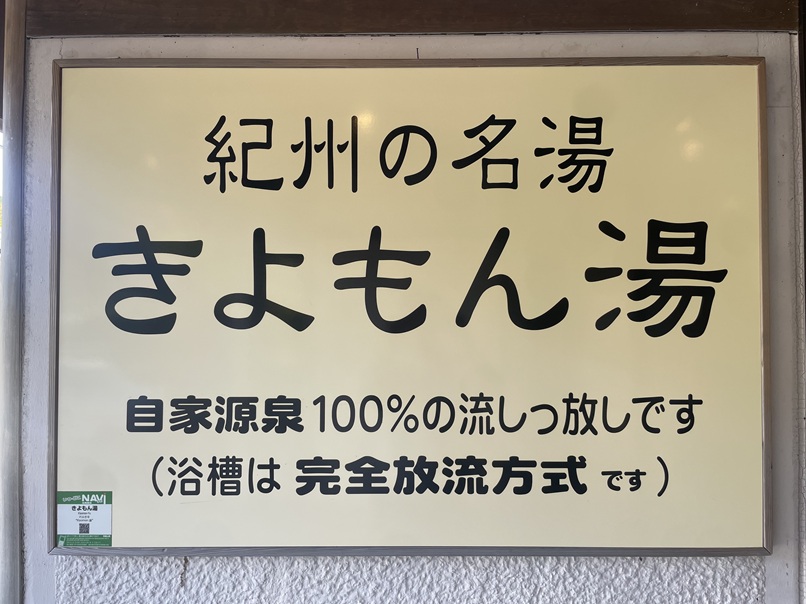 紀州の名湯
きよもん湯
自家源泉100%の流しっ放しです
(浴槽は 完全放流方式 です)
NAVI
きよもん湯